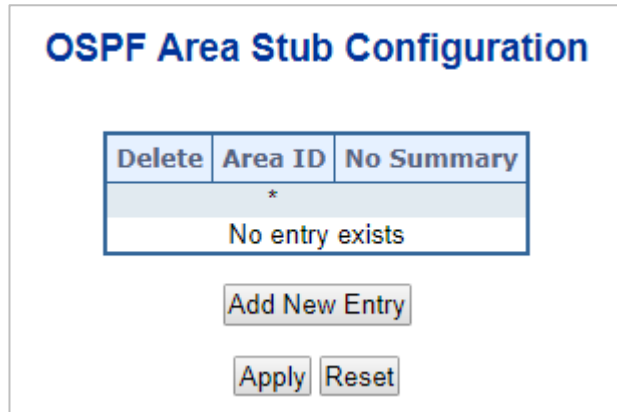 OSPF Area Stub Configuration
Delete Area ID No Summary
*
No entry exists
Add New Entry
Apply Reset